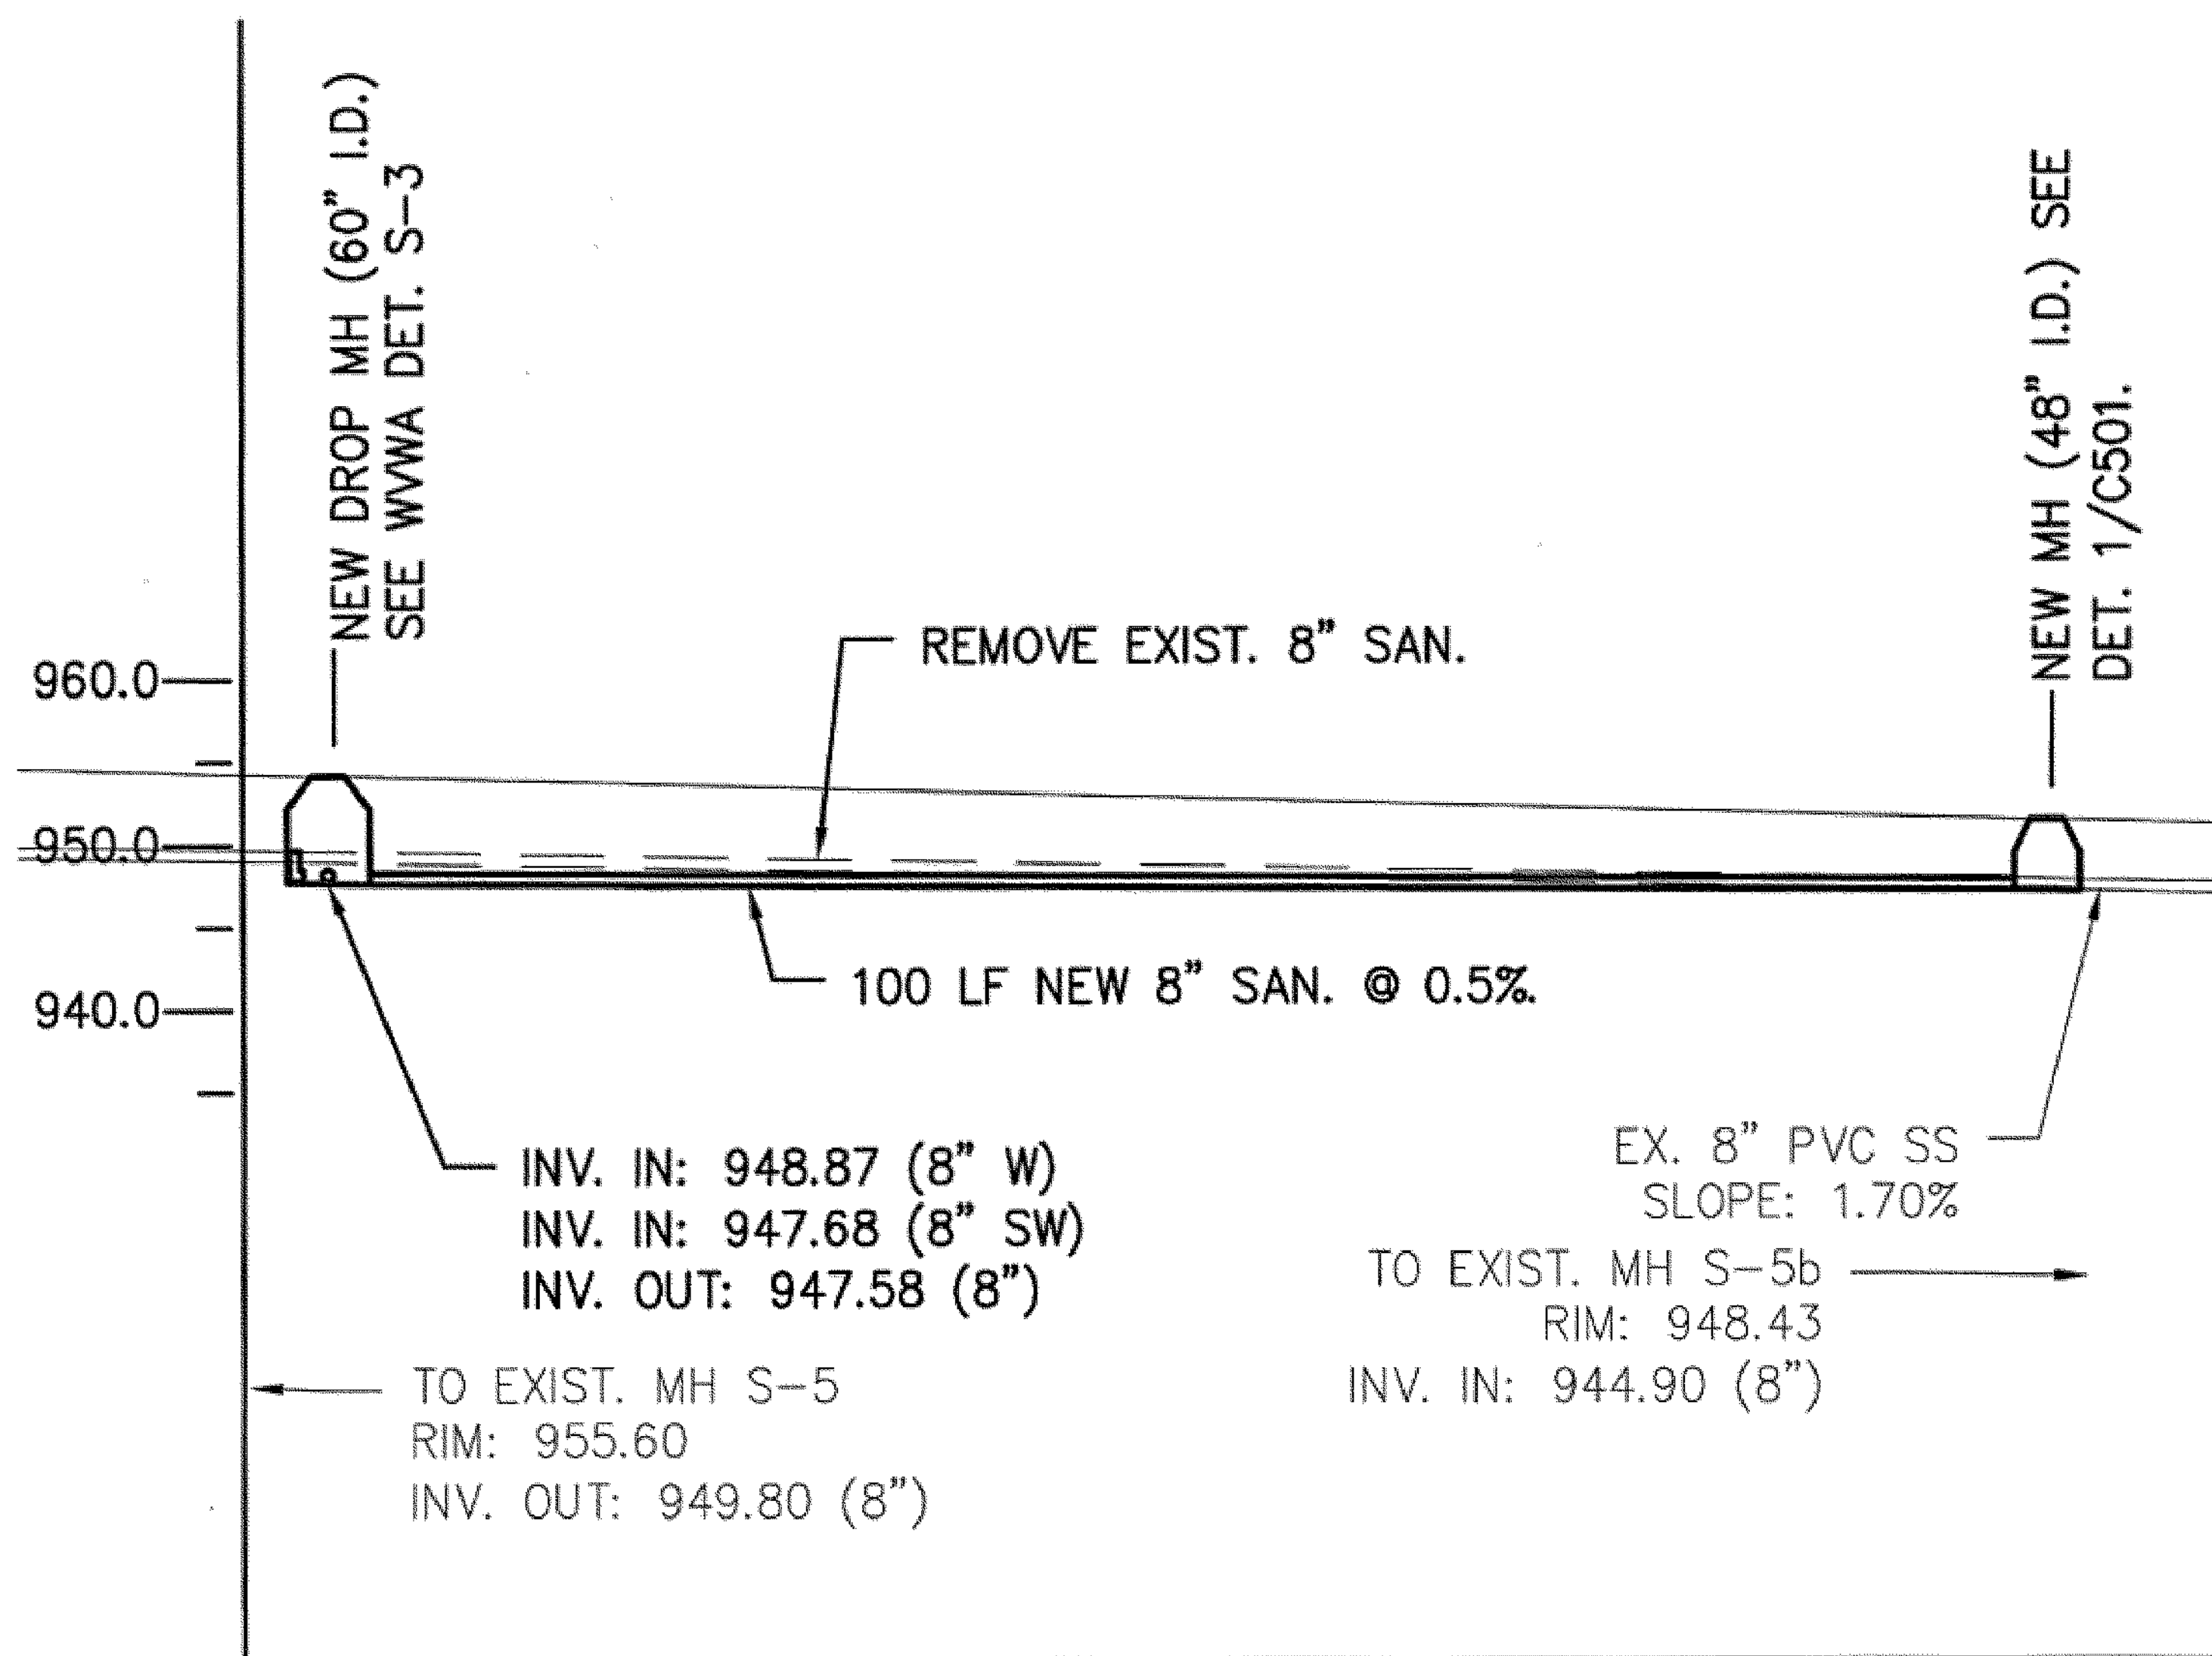 NEW DROP MH (60" I.D.)
SEE WVWA DET. S-3
NEW MH (48" I.D.) SEE
DET. 1/C501.
REMOVE EXIST. 8" SAN.
960.0
950.0
940.0
100 LF NEW 8" SAN. @ 0.5%.
INV. IN: 948.87 (8" W)
INV. IN: 947.68 (8" SW)
INV. OUT: 947.58 (8")
EX. 8" PVC SS
SLOPE: 1.70%
TO EXIST. MH S-5b
RIM: 948.43
INV. IN: 944.90 (8")
TO EXIST. MH S-5
RIM: 955.60
INV. OUT: 949.80 (8")